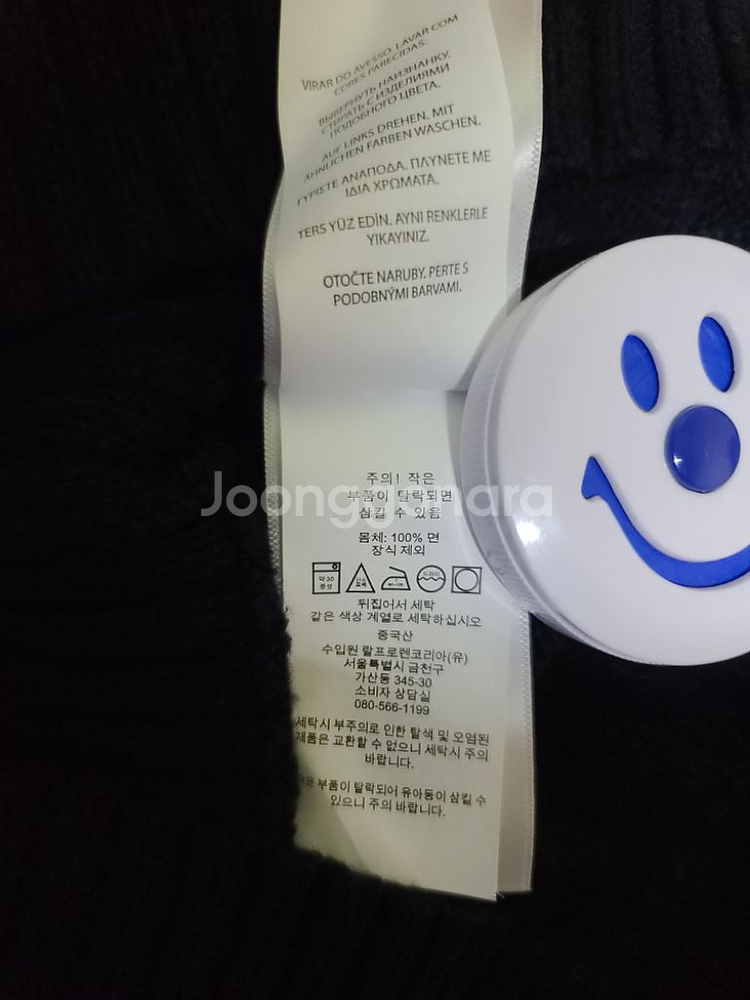 VIRAR DO AVESSO. LAVAR COM
CORES PARECIDAS.
ВЫВЕРНУТЬ НАИЗНАНКУ.
СТИРАТЬ С ИЗДЕЛИЯМИ
ПОДОБНОГО ЦВЕТА.
AUF LINKS DREHEN. MIT
ÄHNLICHEN FARBEN WASCHEN.
ΓΥΡΙΣΤΕ ΑΝΑΠΟΔΑ. ΠΛΥΝΕΤΕ ΜΕ
ΙΔΙΑ ΧΡΩΜΑΤΑ.
TERS YÜZ EDİN. AYNI RENKLERLE
YIKAYINIZ.
OTOČTE NARUBY. PERTE S
PODOBNÝMI BARVAMI.
주의! 작은
부품이 탈락되면
삼킬 수 있음
Joonggonara
몸체: 100% 면
장식 제외
약 30
중성
뒤집어서 세탁
같은 색상 계열로 세탁하십시오
중국산
수입원 랄프로렌코리아(유)
서울특별시 금천구
가산동 345-30
소비자 상담실
080-566-1199
세탁시 부주의로 인한 탈색 및 오염된
제품은 교환할 수 없으니 세탁시 주의
바랍니다.
부품이 탈락되어 유아동이 삼킬 수
있으니 주의 바랍니다.